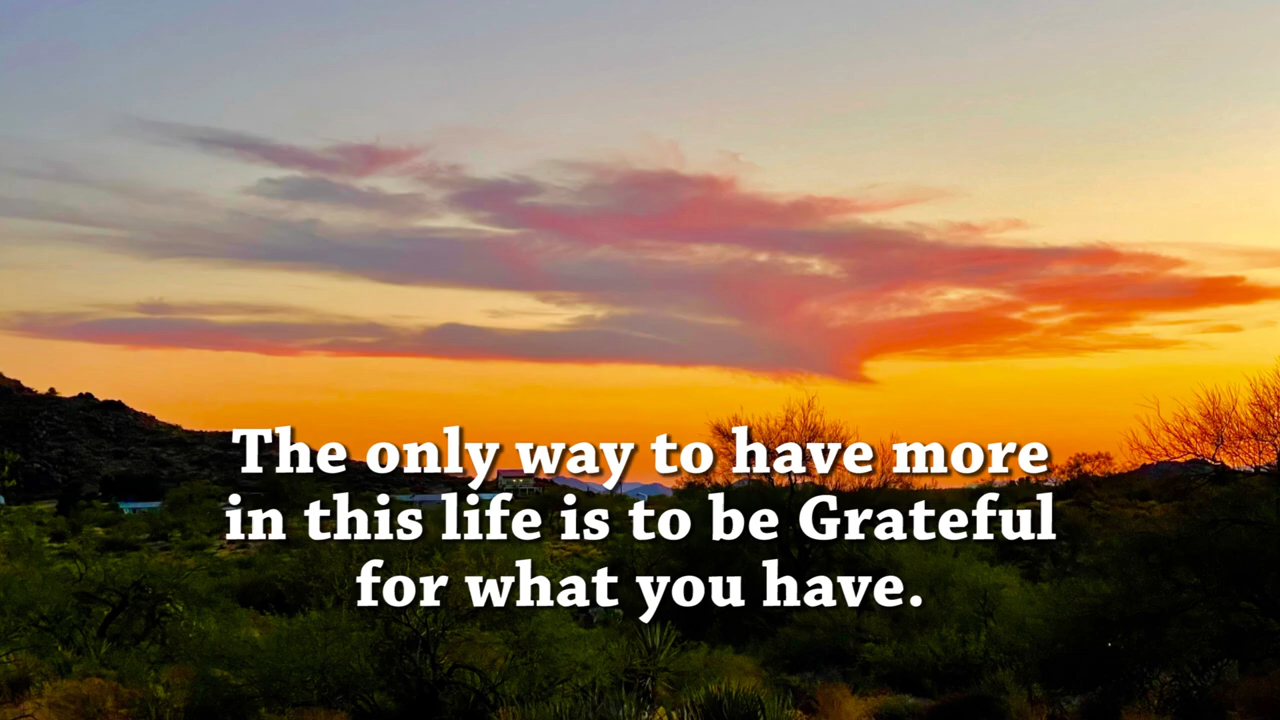 The only way to have more
in this life is to be Grateful
for what you have.